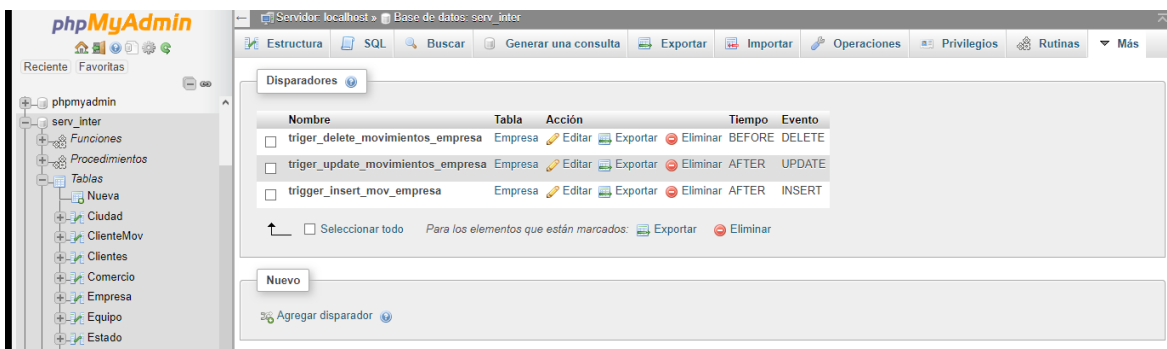 phpMyAdmin
Reciente Favoritas
phpmyadmin
serv_inter
Funciones
Procedimientos
Tablas
Nueva
Ciudad
ClienteMov
Clientes
Comercio
Empresa
Equipo
Estado
Servidor: localhost » Base de datos: serv_inter
Estructura SQL Buscar Generar una consulta Exportar Importar Operaciones Privilegios Rutinas Más
Disparadores
Nombre Tabla Acción Tiempo Evento
triger_delete_movimientos_empresa Empresa Editar Exportar Eliminar BEFORE DELETE
triger_update_movimientos_empresa Empresa Editar Exportar Eliminar AFTER UPDATE
trigger_insert_mov_empresa Empresa Editar Exportar Eliminar AFTER INSERT
Seleccionar todo Para los elementos que están marcados: Exportar Eliminar
Nuevo
Agregar disparador